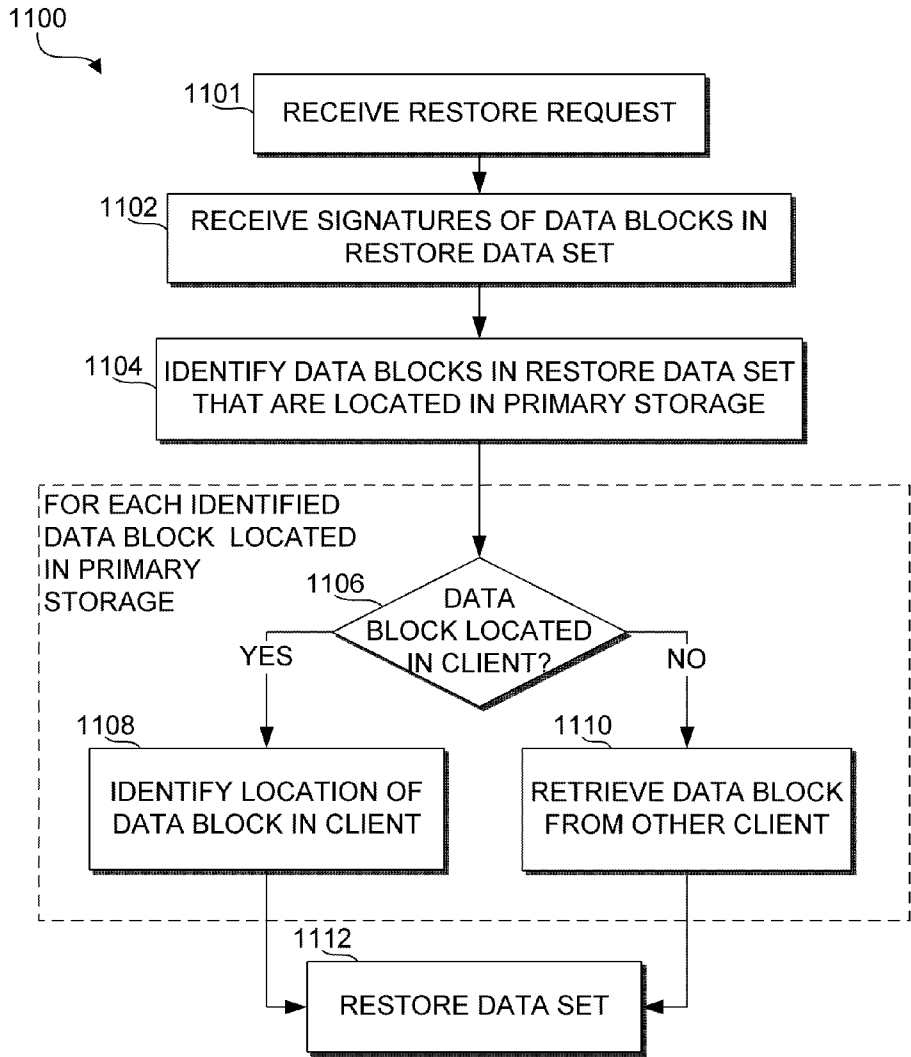 1100
1101
RECEIVE RESTORE REQUEST
1102
RECEIVE SIGNATURES OF DATA BLOCKS IN
RESTORE DATA SET
1104
IDENTIFY DATA BLOCKS IN RESTORE DATA SET
THAT ARE LOCATED IN PRIMARY STORAGE
FOR EACH IDENTIFIED
DATA BLOCK LOCATED
IN PRIMARY
STORAGE
1106
DATA
BLOCK LOCATED
IN CLIENT?
YES
NO
1108
IDENTIFY LOCATION OF
DATA BLOCK IN CLIENT
1110
RETRIEVE DATA BLOCK
FROM OTHER CLIENT
1112
RESTORE DATA SET